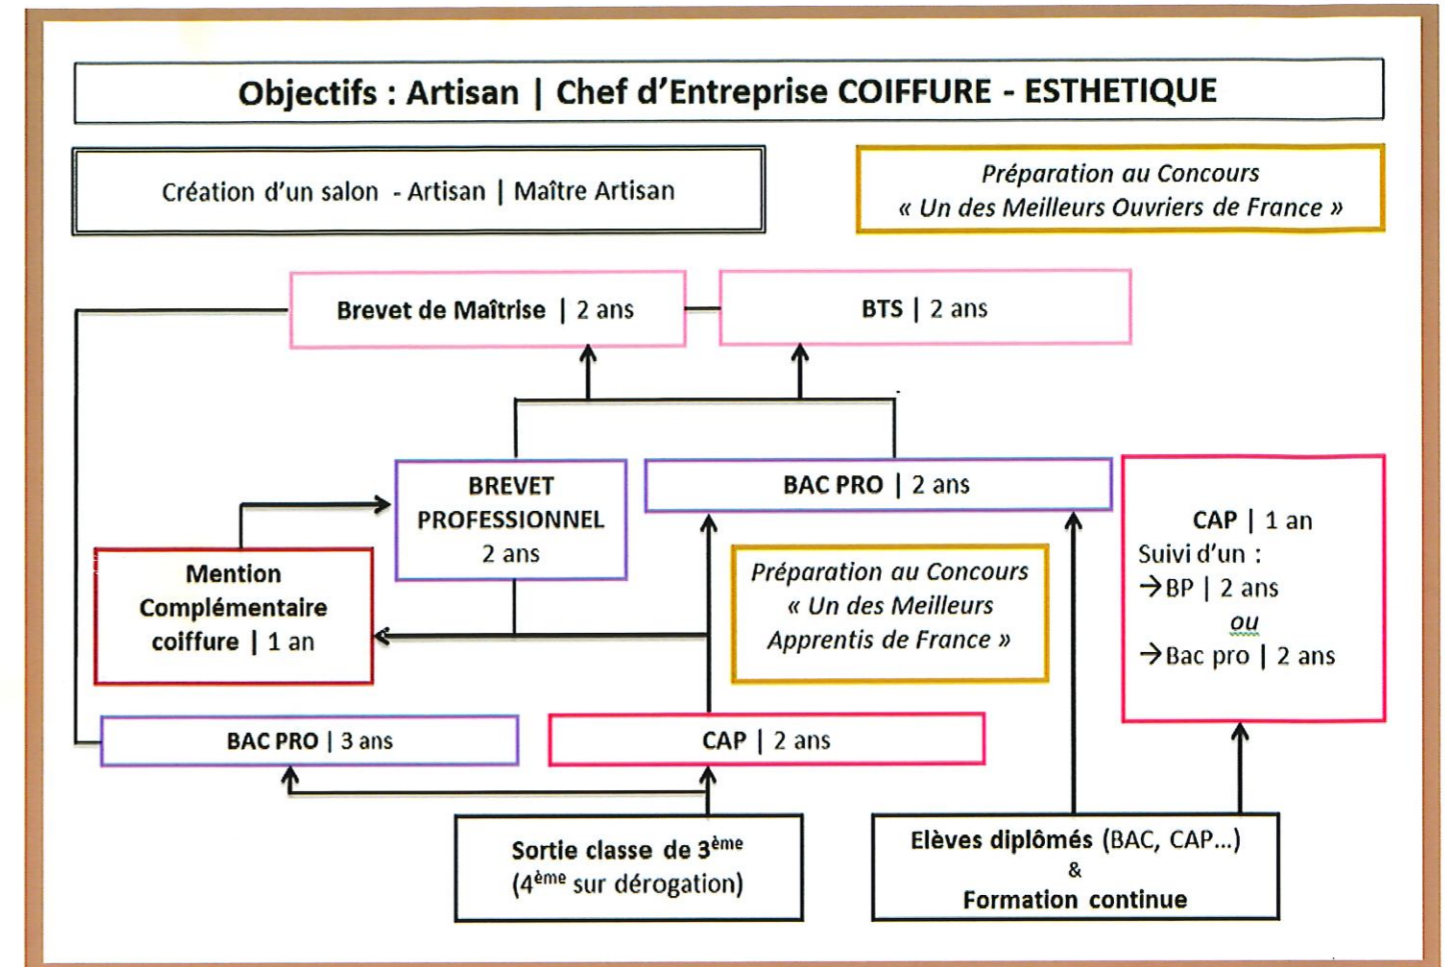 Objectifs : Artisan | Chef d’Entreprise COIFFURE - ESTHETIQUE
Création d’un salon - Artisan | Maître Artisan
Préparation au Concours
« Un des Meilleurs Ouvriers de France »
Brevet de Maîtrise | 2 ans
BTS | 2 ans
BREVET
PROFESSIONNEL
2 ans
BAC PRO | 2 ans
CAP | 1 an
Suivi d’un :
→BP | 2 ans
ou
→Bac pro | 2 ans
Mention
Complémentaire
coiffure | 1 an
Préparation au Concours
« Un des Meilleurs
Apprentis de France »
BAC PRO | 3 ans
CAP | 2 ans
Sortie classe de 3ème
(4ème sur dérogation)
Elèves diplômés (BAC, CAP...)
&
Formation continue